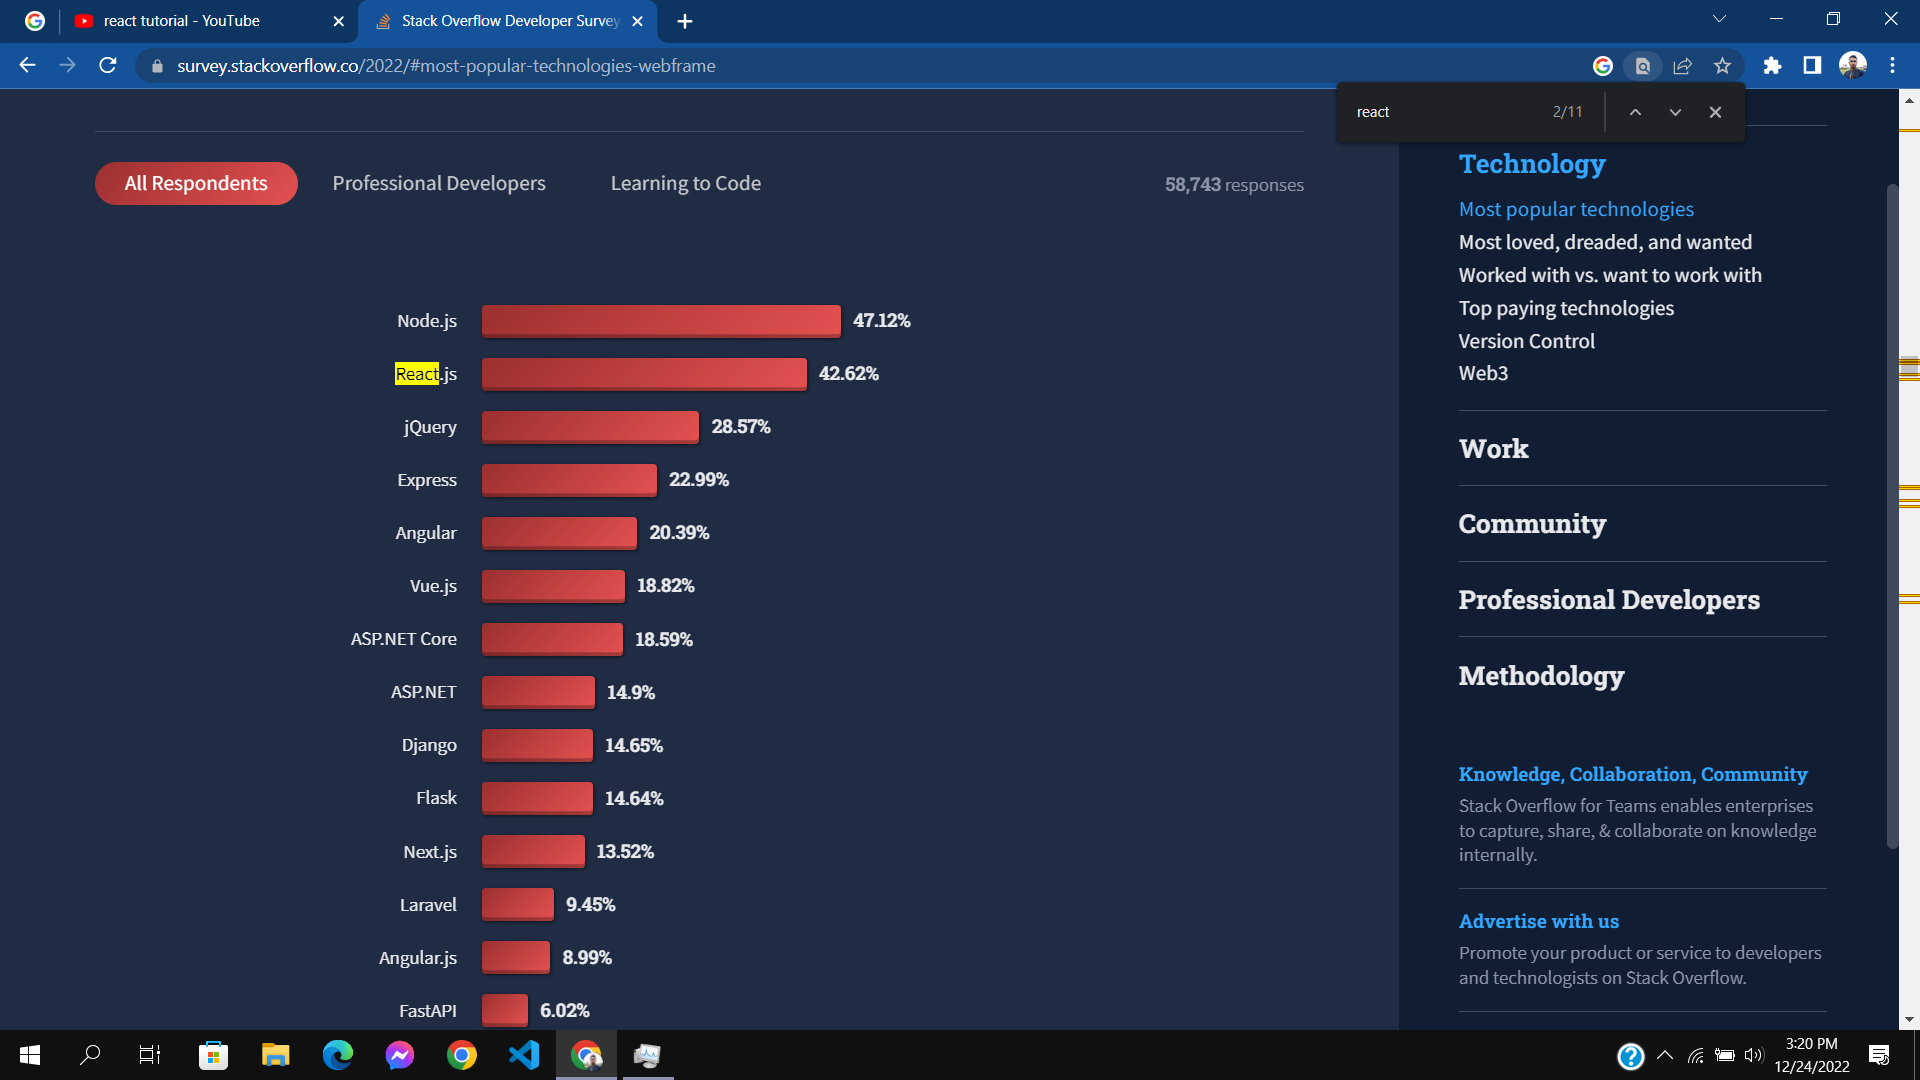 react tutorial - YouTube
Stack Overflow Developer Survey
survey.stackoverflow.co/2022/#most-popular-technologies-webframe
react 2/11
All Respondents Professional Developers Learning to Code 58,743 responses
Node.js 47.12%
React.js 42.62%
jQuery 28.57%
Express 22.99%
Angular 20.39%
Vue.js 18.82%
ASP.NET Core 18.59%
ASP.NET 14.9%
Django 14.65%
Flask 14.64%
Next.js 13.52%
Laravel 9.45%
Angular.js 8.99%
FastAPI 6.02%
Technology
Most popular technologies
Most loved, dreaded, and wanted
Worked with vs. want to work with
Top paying technologies
Version Control
Web3
Work
Community
Professional Developers
Methodology
Knowledge, Collaboration, Community
Stack Overflow for Teams enables enterprises
to capture, share, & collaborate on knowledge
internally.
Advertise with us
Promote your product or service to developers
and technologists on Stack Overflow.
3:20 PM
12/24/2022